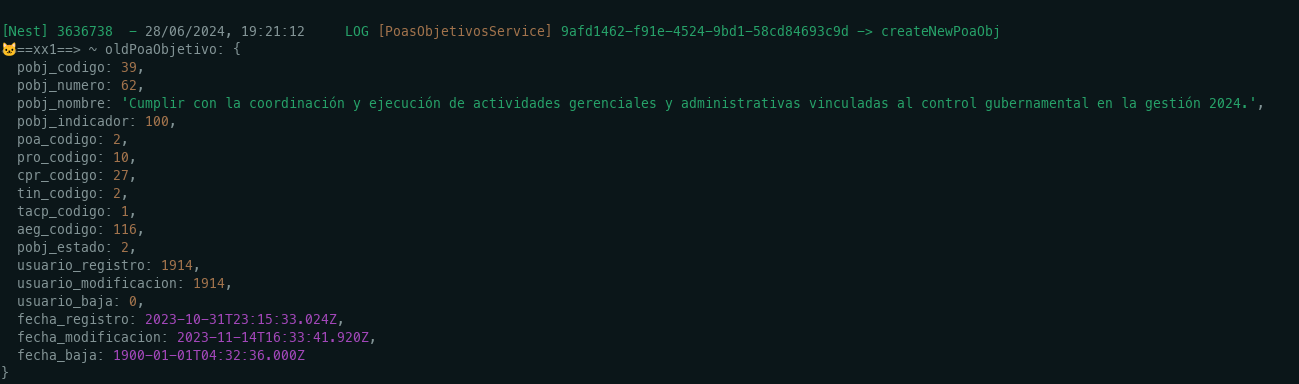 [Nest] 3636738  - 28/06/2024, 19:21:12     LOG [PoasObjetivosService] 9afd1462-f91e-4524-9bd1-58cd84693c9d -> createNewPoaObj
🐱==xx1==> ~ oldPoaObjetivo: {
  pobj_codigo: 39,
  pobj_numero: 62,
  pobj_nombre: 'Cumplir con la coordinación y ejecución de actividades gerenciales y administrativas vinculadas al control gubernamental en la gestión 2024.',
  pobj_indicador: 100,
  poa_codigo: 2,
  pro_codigo: 10,
  cpr_codigo: 27,
  tin_codigo: 2,
  tacp_codigo: 1,
  aeg_codigo: 116,
  pobj_estado: 2,
  usuario_registro: 1914,
  usuario_modificacion: 1914,
  usuario_baja: 0,
  fecha_registro: 2023-10-31T23:15:33.024Z,
  fecha_modificacion: 2023-11-14T16:33:41.920Z,
  fecha_baja: 1900-01-01T04:32:36.000Z
}